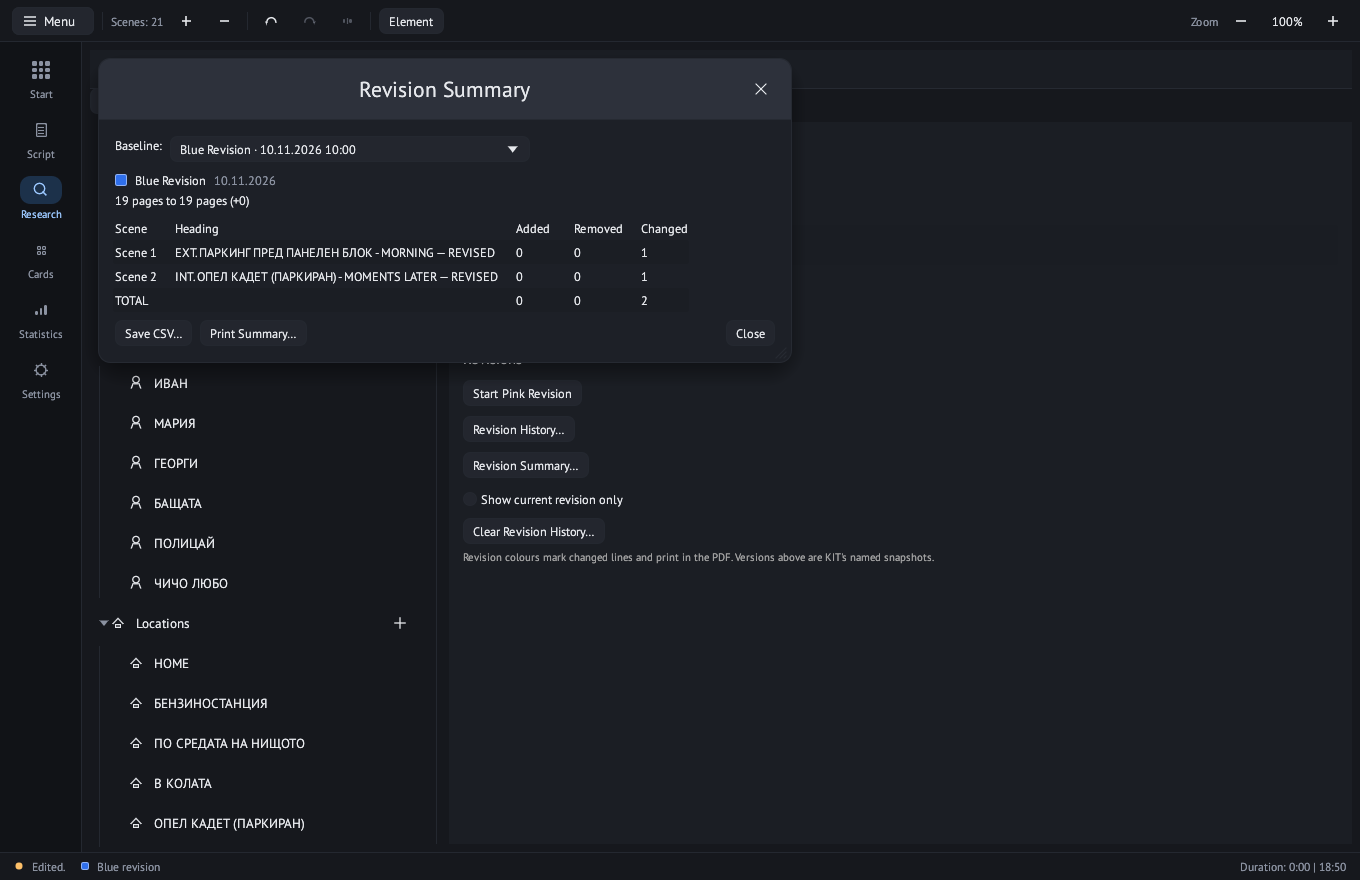 Menu
Scenes: 21
Element
Zoom
100%
Start
Script
Research
Cards
Statistics
Settings
Revision Summary
Baseline:
Blue Revision · 10.11.2026 10:00
Blue Revision 10.11.2026
19 pages to 19 pages (+0)
Scene Heading Added Removed Changed
Scene 1 EXT. ПАРКИНГ ПРЕД ПАНЕЛЕН БЛОК - MORNING — REVISED 0 0 1
Scene 2 INT. ОПЕЛ КАДЕТ (ПАРКИРАН) - MOMENTS LATER — REVISED 0 0 1
TOTAL 0 0 2
Save CSV...
Print Summary...
Close
ИВАН
МАРИЯ
ГЕОРГИ
БАЩАТА
ПОЛИЦАЙ
ЧИЧО ЛЮБО
Locations
HOME
БЕНЗИНОСТАНЦИЯ
ПО СРЕДАТА НА НИЩОТО
В КОЛАТА
ОПЕЛ КАДЕТ (ПАРКИРАН)
Start Pink Revision
Revision History...
Revision Summary...
Show current revision only
Clear Revision History...
Revision colours mark changed lines and print in the PDF. Versions above are KIT's named snapshots.
Edited.
Blue revision
Duration: 0:00 | 18:50